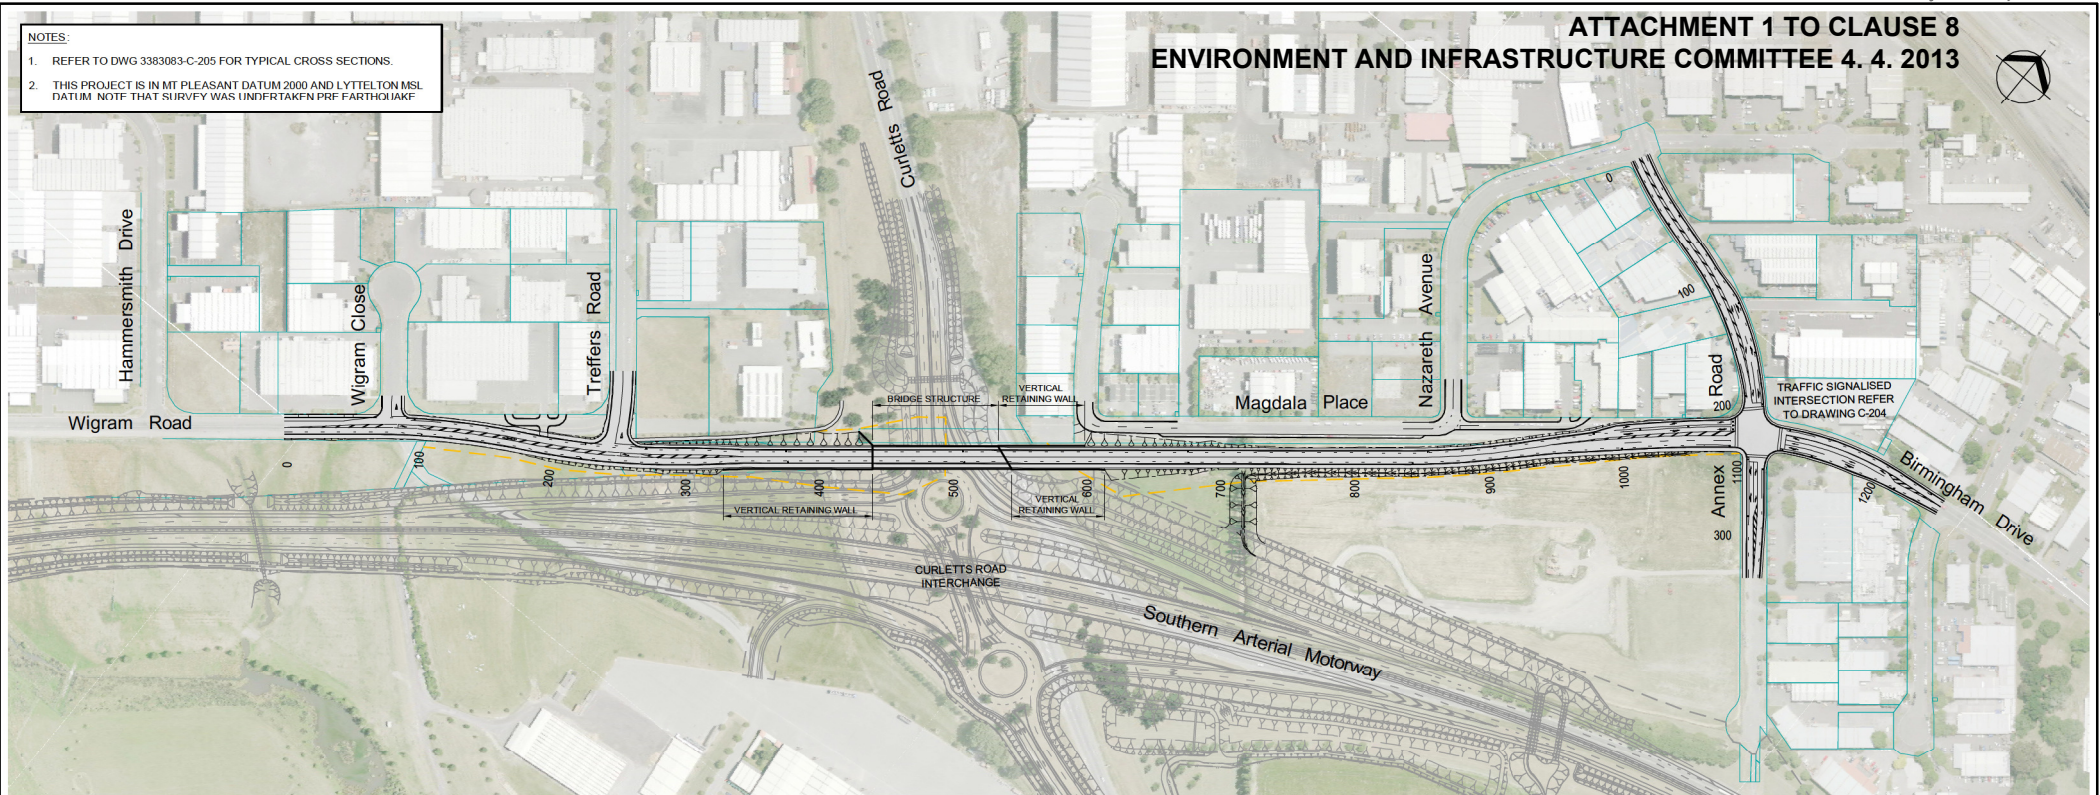 ATTACHMENT 1 TO CLAUSE 8
ENVIRONMENT AND INFRASTRUCTURE COMMITTEE 4. 4. 2013
NOTES:
1. REFER TO DWG 3383083-C-205 FOR TYPICAL CROSS SECTIONS.
2. THIS PROJECT IS IN MT PLEASANT DATUM 2000 AND LYTTELTON MSL
DATUM. NOTE THAT SURVEY WAS UNDERTAKEN PRE EARTHQUAKE
Curletts Road
Hammersmith Drive
Wigram Close
Treffers Road
Wigram Road
BRIDGE STRUCTURE
VERTICAL
RETAINING WALL
Magdala Place
Nazareth Avenue
0
100
200
Road
TRAFFIC SIGNALISED
INTERSECTION REFER
TO DRAWING C-204
0
100
200
300
400
500
600
700
800
900
1000
1100
1200
Annex
300
Birmingham Drive
VERTICAL RETAINING WALL
VERTICAL
RETAINING WALL
CURLETTS ROAD
INTERCHANGE
Southern Arterial Motorway